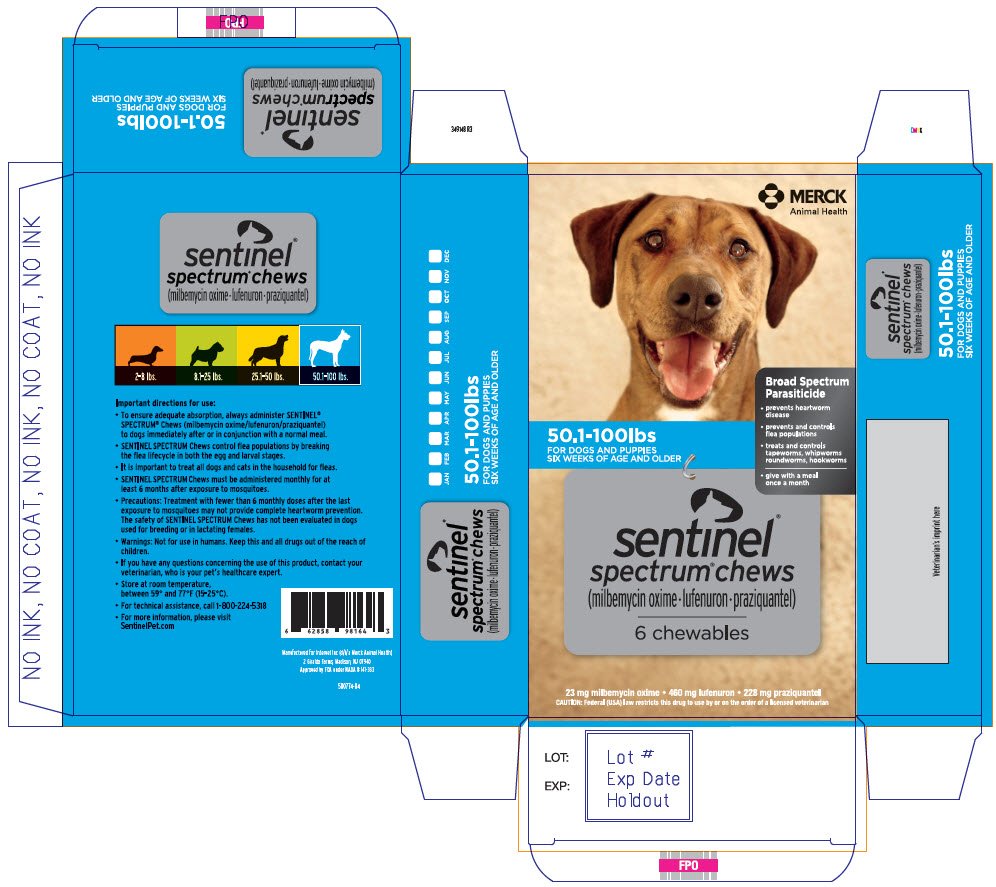 FPO
50.1-100lbs
FOR DOGS AND PUPPIES
SIX WEEKS OF AGE AND OLDER
sentinel®
spectrum® chews
(milbemycin oxime · lufenuron · praziquantel)
NO INK, NO COAT, NO INK, NO COAT, NO INK, NO COAT, NO INK
sentinel®
spectrum® chews
(milbemycin oxime · lufenuron · praziquantel)
2-8 lbs.
8.1-25 lbs.
25.1-50 lbs.
50.1-100 lbs.
Important directions for use:
• To ensure adequate absorption, always administer SENTINEL®
SPECTRUM® Chews (milbemycin oxime/lufenuron/praziquantel)
to dogs immediately after or in conjunction with a normal meal.
• SENTINEL SPECTRUM Chews control flea populations by breaking
the flea lifecycle in both the egg and larval stages.
• It is important to treat all dogs and cats in the household for fleas.
• SENTINEL SPECTRUM Chews must be administered monthly for at
least 6 months after exposure to mosquitoes.
• Precautions: Treatment with fewer than 6 monthly doses after the last
exposure to mosquitoes may not provide complete heartworm prevention.
The safety of SENTINEL SPECTRUM Chews has not been evaluated in dogs
used for breeding or in lactating females.
• Warnings: Not for use in humans. Keep this and all drugs out of the reach of
children.
• If you have any questions concerning the use of this product, contact your
veterinarian, who is your pet's healthcare expert.
• Store at room temperature,
between 59° and 77°F (15-25°C).
• For technical assistance, call 1-800-224-5318
• For more information, please visit
SentinelPet.com
6 62858 98164 3
Manufactured for: Intervet Inc (d/b/a Merck Animal Health)
2 Giralda Farms, Madison, NJ 07940
Approved by FDA under NADA # 141-333
349148 R3
JAN FEB MAR APR MAY JUN JUL AUG SEP OCT NOV DEC
50.1-100lbs
FOR DOGS AND PUPPIES
SIX WEEKS OF AGE AND OLDER
sentinel®
spectrum® chews
(milbemycin oxime · lufenuron · praziquantel)
MERCK
Animal Health
Broad Spectrum
Parasiticide
• prevents heartworm
disease
• prevents and controls
flea populations
• treats and controls
tapeworms, whipworms
roundworms, hookworms
• give with a meal
once a month
50.1-100lbs
FOR DOGS AND PUPPIES
SIX WEEKS OF AGE AND OLDER
sentinel®
spectrum® chews
(milbemycin oxime · lufenuron · praziquantel)
6 chewables
23 mg milbemycin oxime • 460 mg lufenuron • 228 mg praziquantel
CAUTION: Federal (USA) law restricts this drug to use by or on the order of a licensed veterinarian
LOT:
EXP:
Lot #
Exp Date
Holdout
FPO
50.1-100lbs
FOR DOGS AND PUPPIES
SIX WEEKS OF AGE AND OLDER
sentinel®
spectrum® chews
(milbemycin oxime · lufenuron · praziquantel)
Veterinarian's imprint here